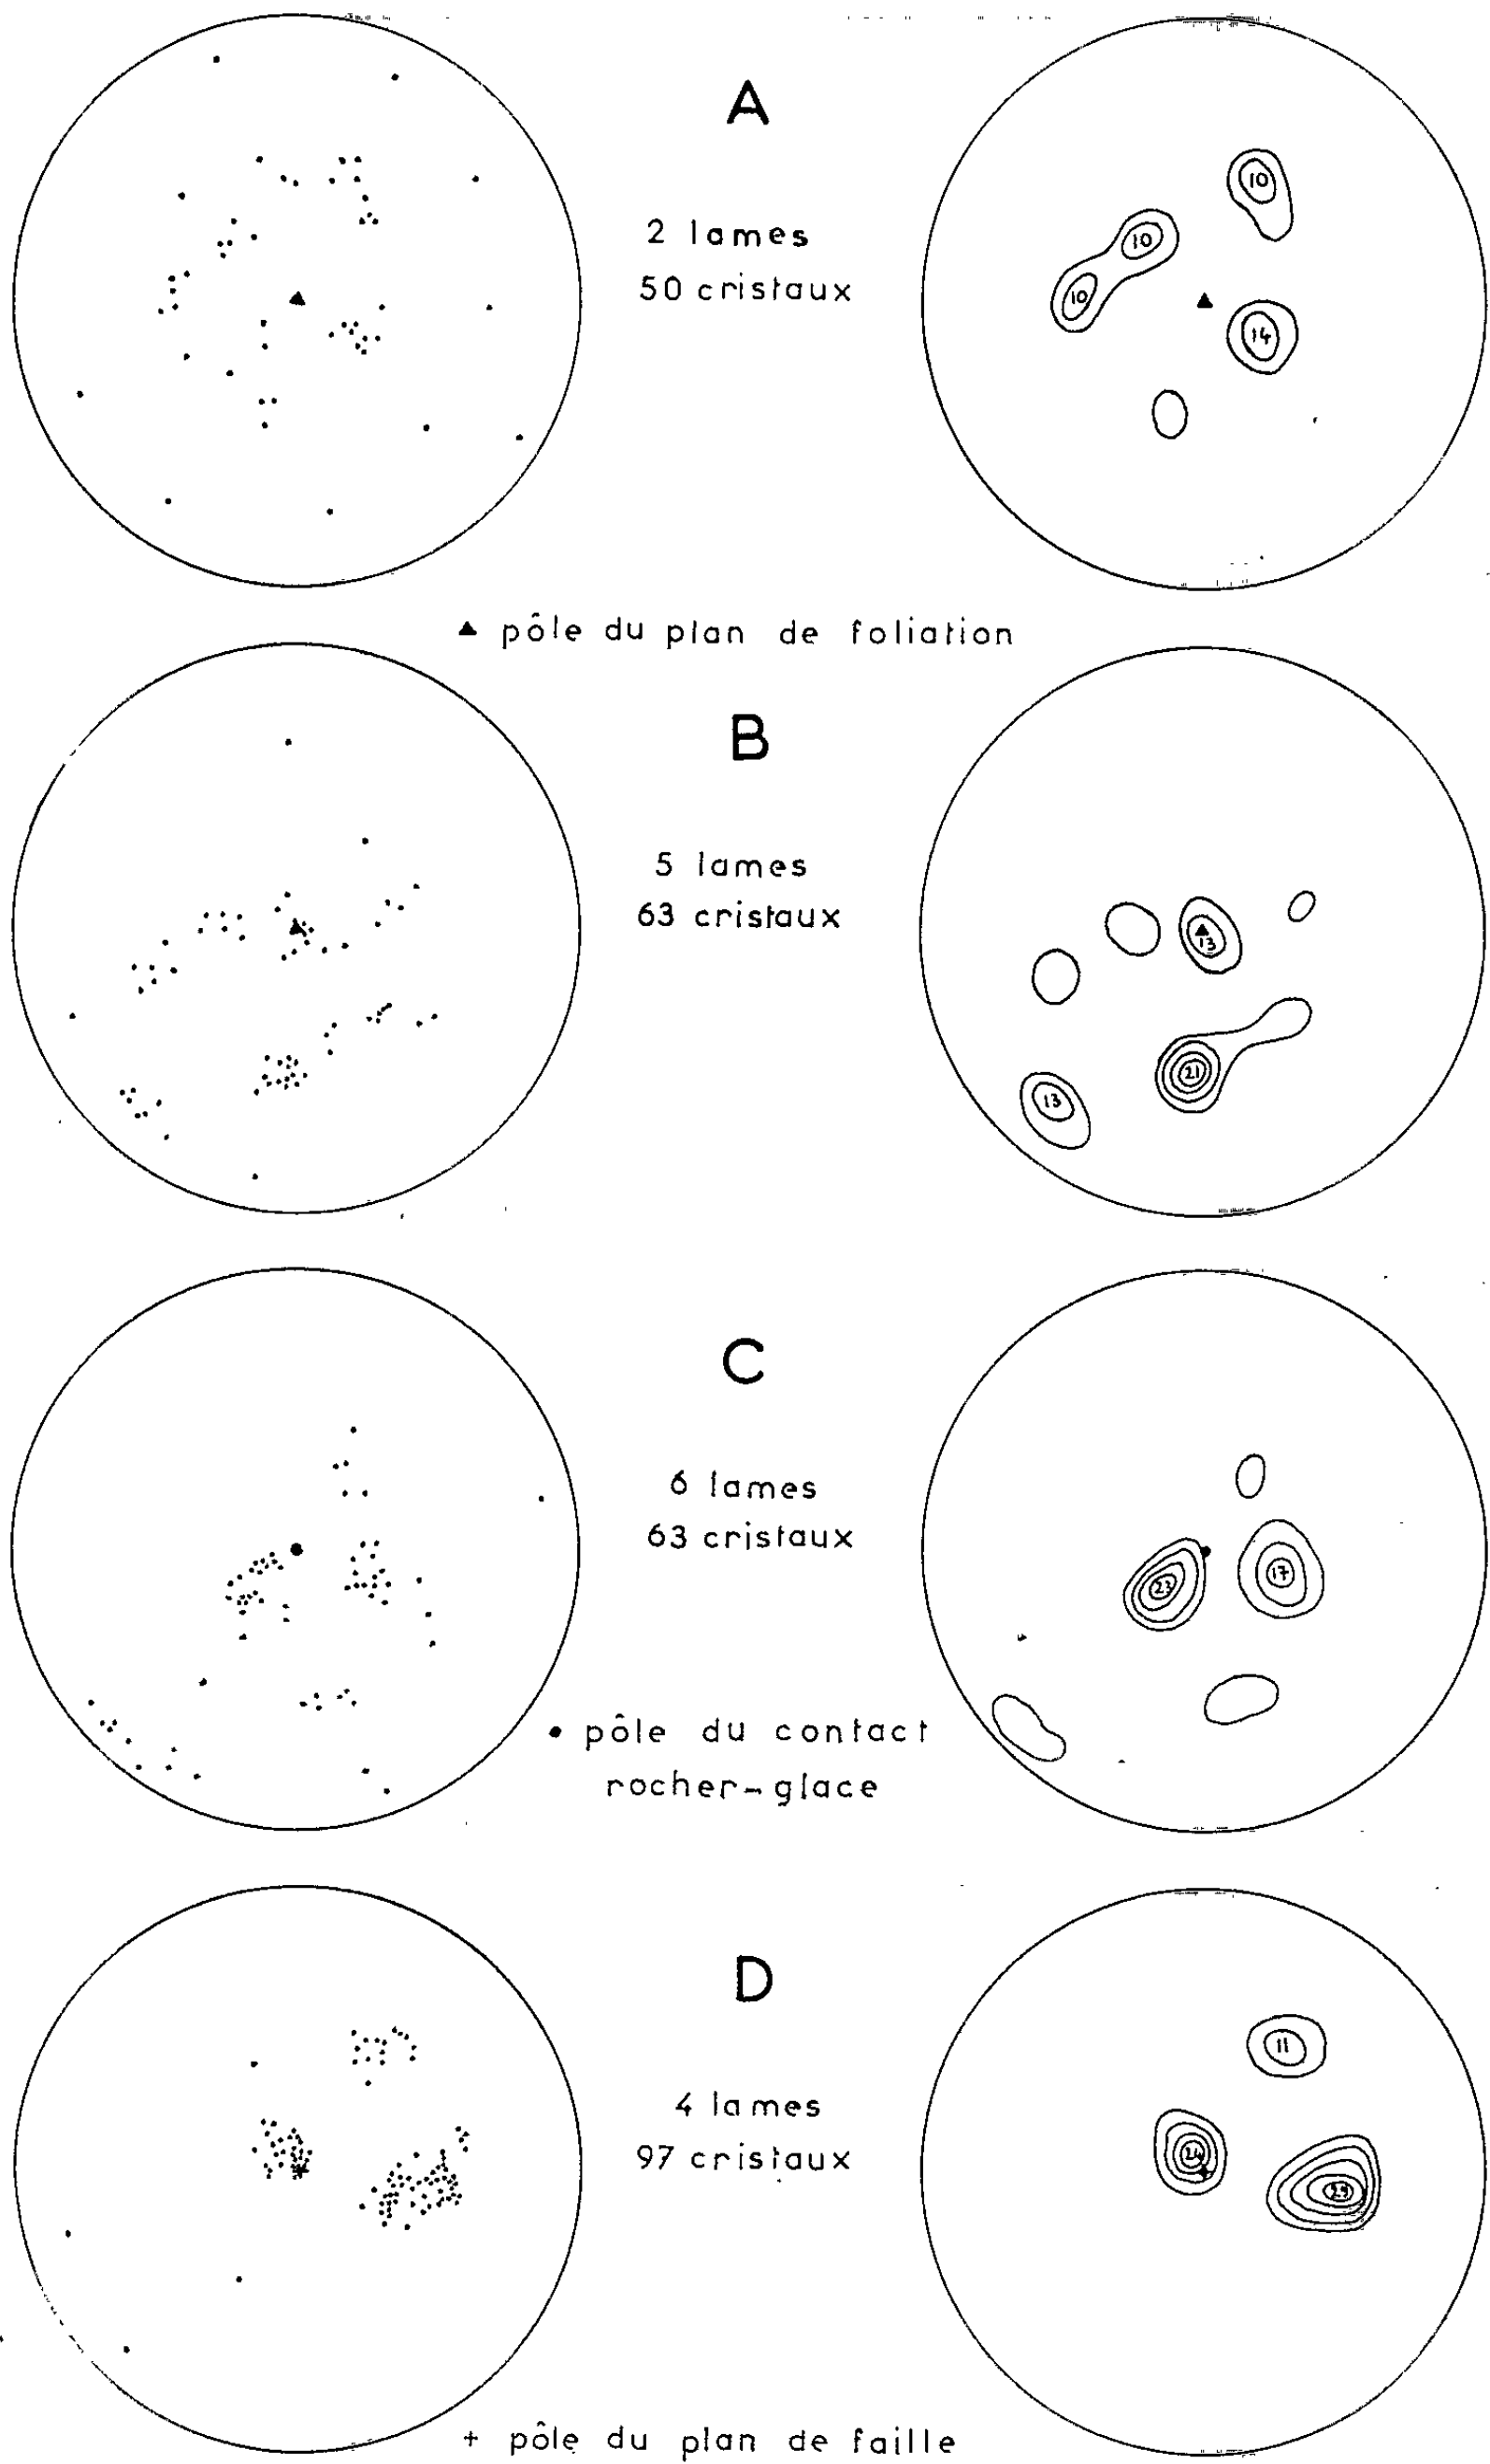 A
10
10
10
14
2 lames
50 cristaux
▲ pôle du plan de foliation
B
5 lames
63 cristaux
13
21
13
C
6 lames
63 cristaux
23
17
• pôle du contact
rocher-glace
D
11
4 lames
97 cristaux
24
+ pôle du plan de faille